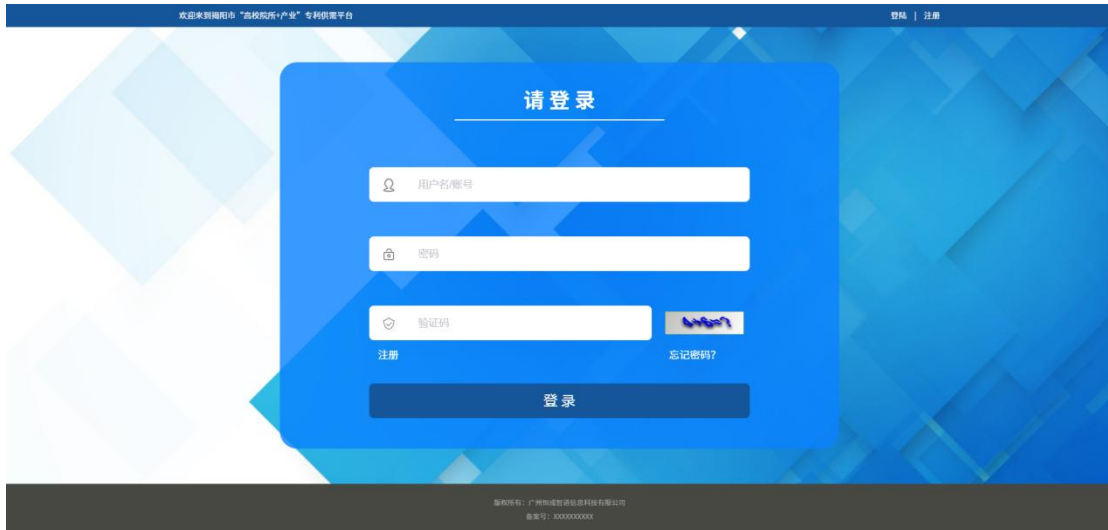 欢迎来到揭阳市“高校院所+产业”专利供需平台
登陆 | 注册
请登录
用户名/账号
密码
验证码
注册
忘记密码?
登录
版权所有：广州恒成智道信息科技有限公司
备案号：XXXXXXXXXX